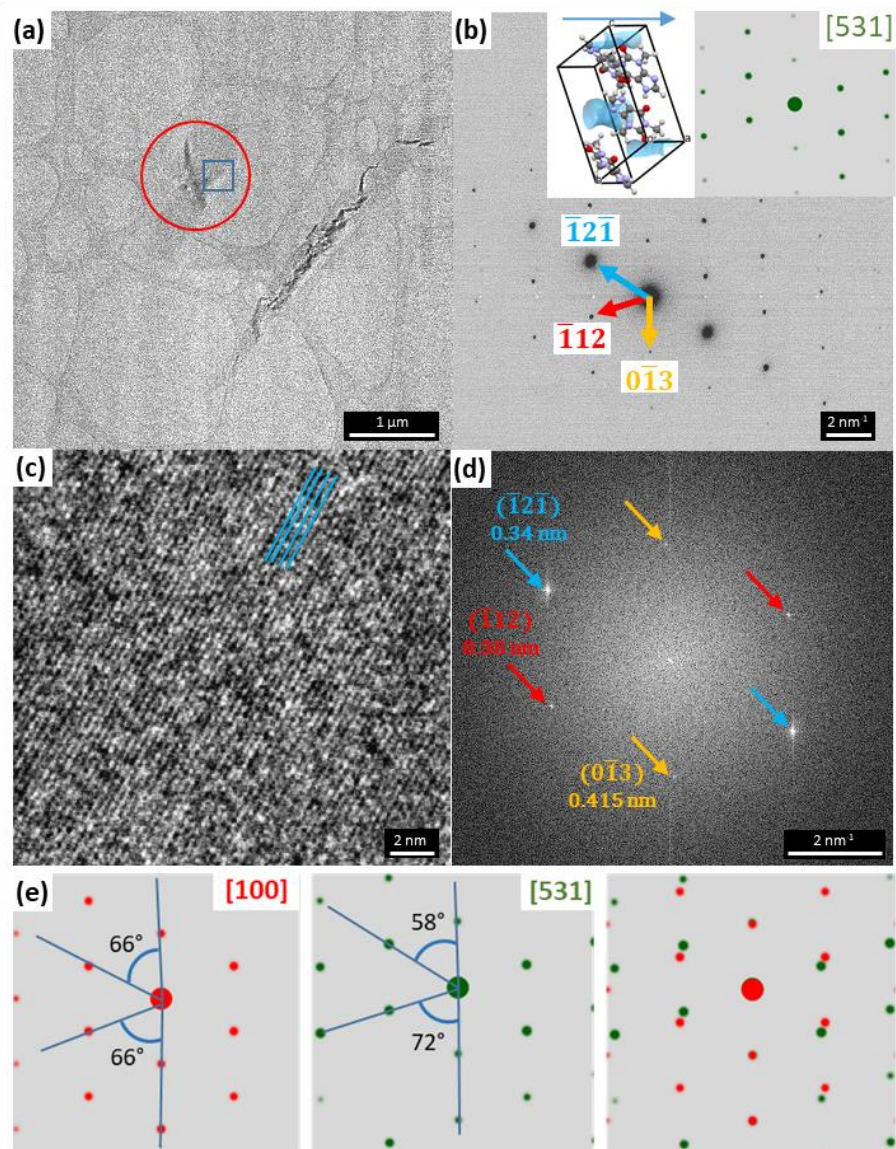 (a)
1 μm
(b)
[531]
c
a
1̅21̅
1̅12
01̅3
2 nm⁻¹
(c)
2 nm
(d)
(1̅21̅)
0.34 nm
(1̅12)
0.36 nm
(01̅3)
0.415 nm
2 nm⁻¹
(e)
[100]
66°
66°
[531]
58°
72°